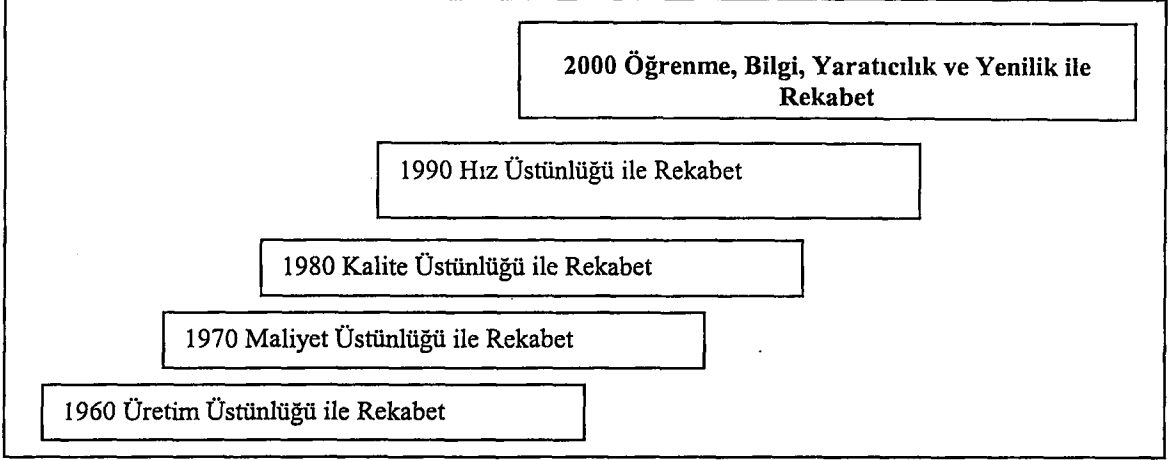 2000 Öğrenme, Bilgi, Yaratıcılık ve Yenilik ile
Rekabet
1990 Hız Üstünlüğü ile Rekabet
1980 Kalite Üstünlüğü ile Rekabet
1970 Maliyet Üstünlüğü ile Rekabet
1960 Üretim Üstünlüğü ile Rekabet